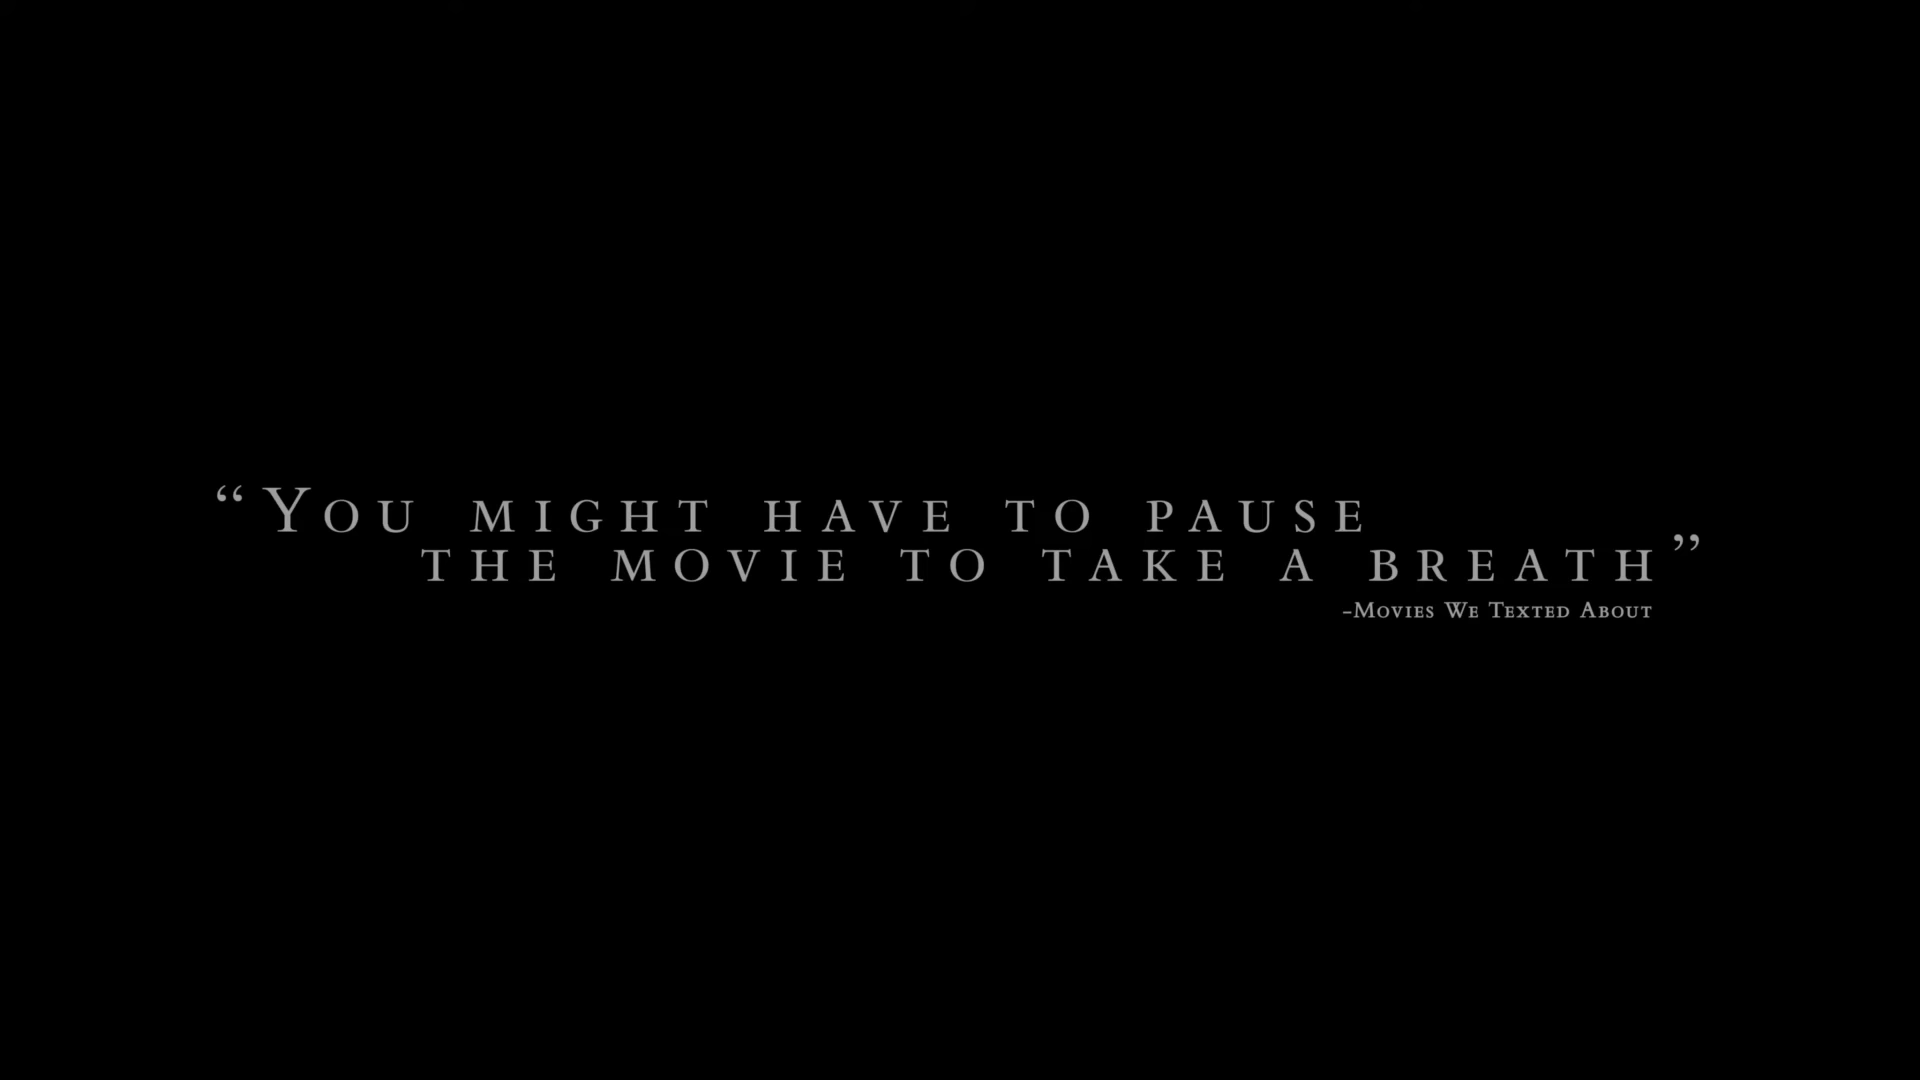 “You might have to pause
the movie to take a breath”
–Movies We Texted About